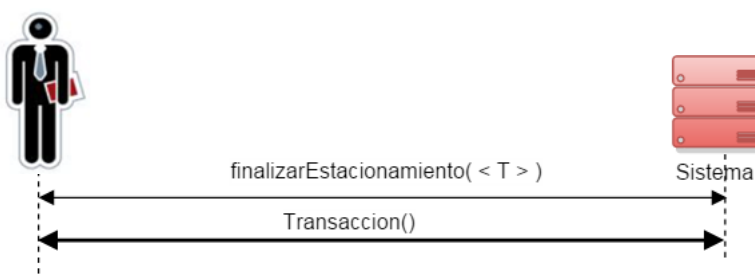 finalizarEstacionamiento( < T > )
Sistema
Transaccion()